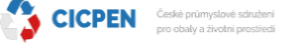 CICPEN
České průmyslové sdružení
pro obaly a životní prostředí